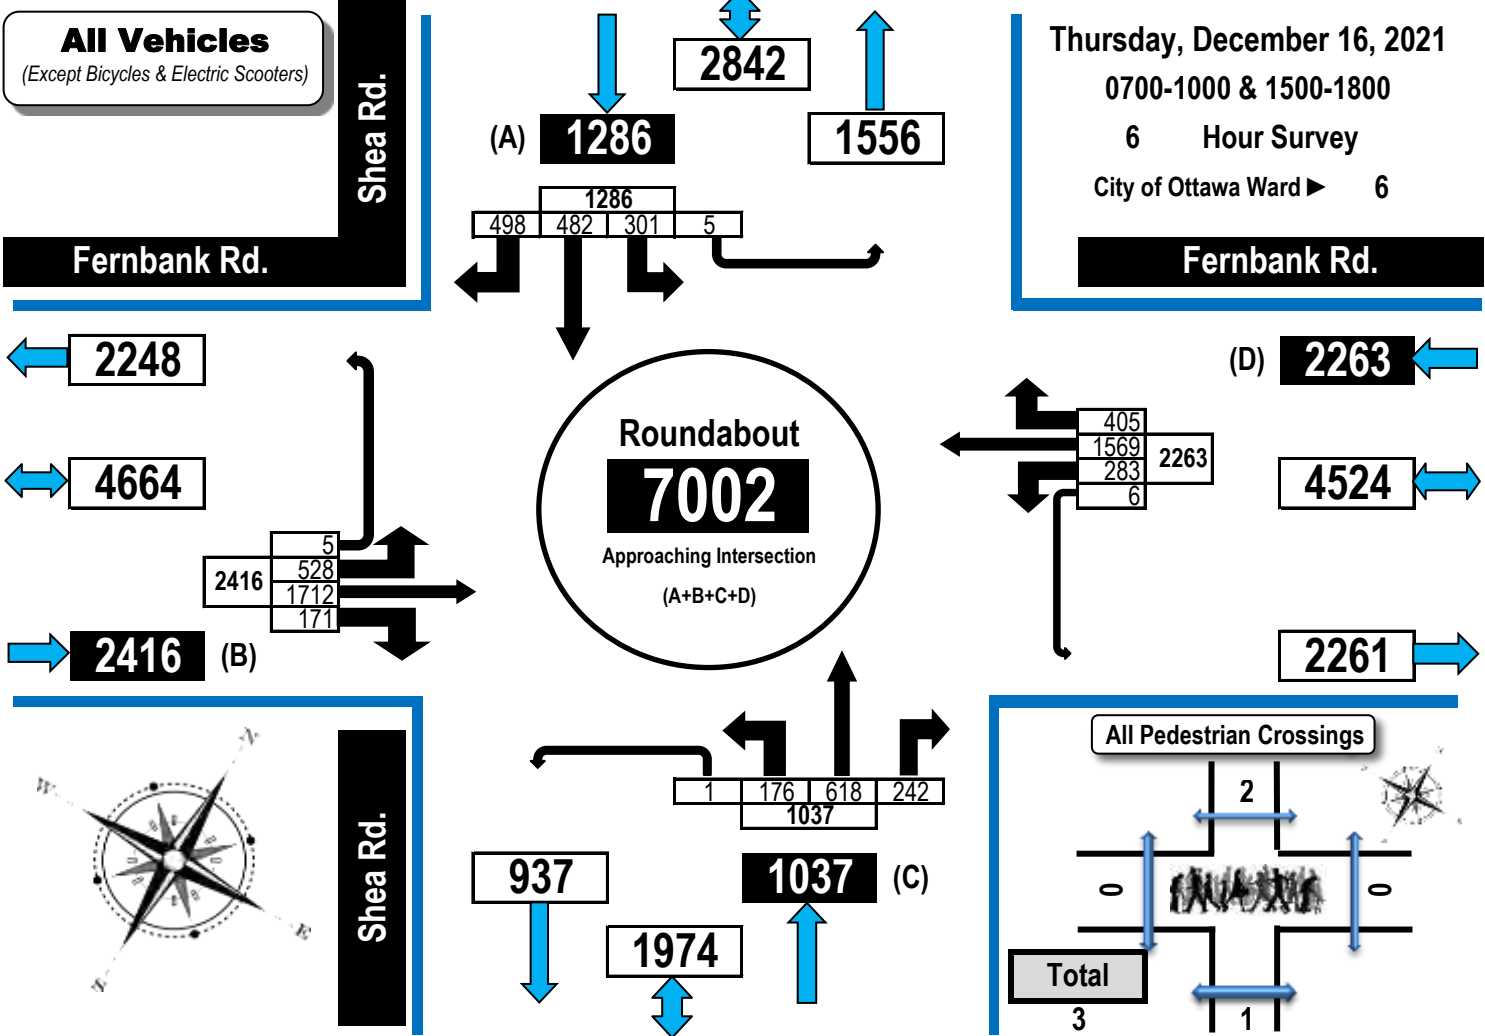 All Vehicles
(Except Bicycles & Electric Scooters)
Shea Rd.
Fernbank Rd.
2842
(A) 1286
1556
1286
498 482 301 5
Thursday, December 16, 2021
0700-1000 & 1500-1800
6 Hour Survey
City of Ottawa Ward ► 6
Fernbank Rd.
2248
4664
5
528
1712
171
2416
2416 (B)
Roundabout
7002
Approaching Intersection
(A+B+C+D)
(D) 2263
405
1569
283
6
2263
4524
2261
N
W
E
S
Shea Rd.
1 176 618 242
1037
937
1037 (C)
1974
All Pedestrian Crossings
2
0
0
Total
3
1